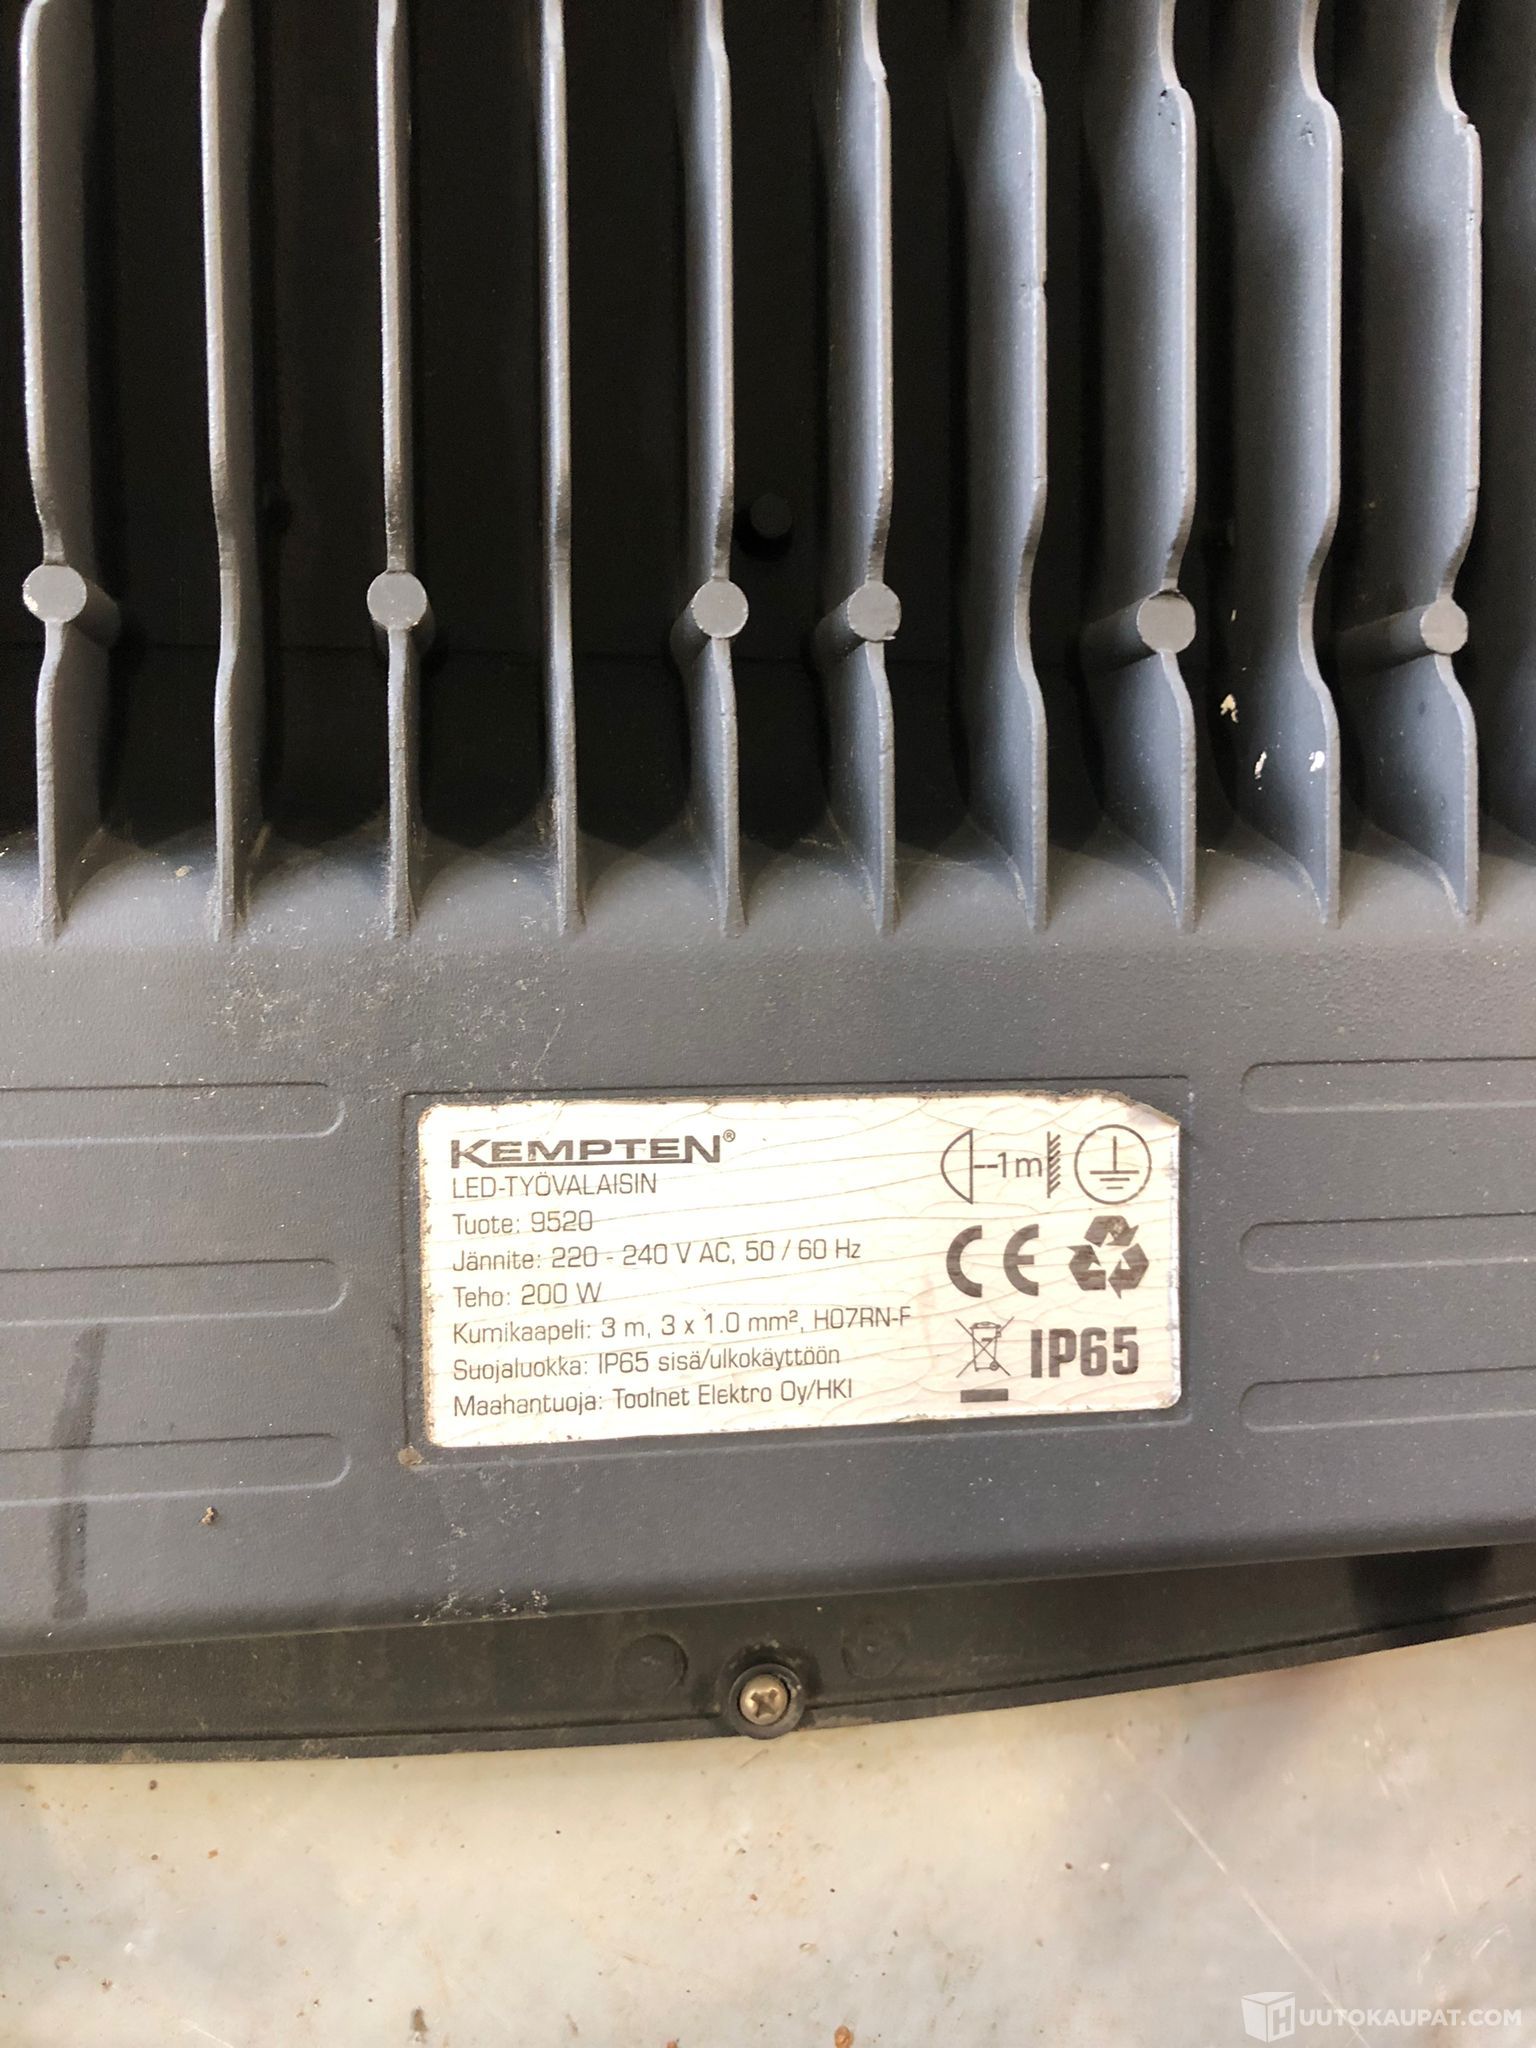 KEMPTEN®
LED-TYÖVALAISIN
Tuote: 9520
Jännite: 220 - 240 V AC, 50 / 60 Hz
Teho: 200 W
Kumikaapeli: 3 m, 3 x 1.0 mm², H07RN-F
Suojaluokka: IP65 sisä/ulkokäyttöön
Maahantuoja: Toolnet Elektro Oy/HKI
1m
CE
IP65
HUUTOKAUPAT.COM